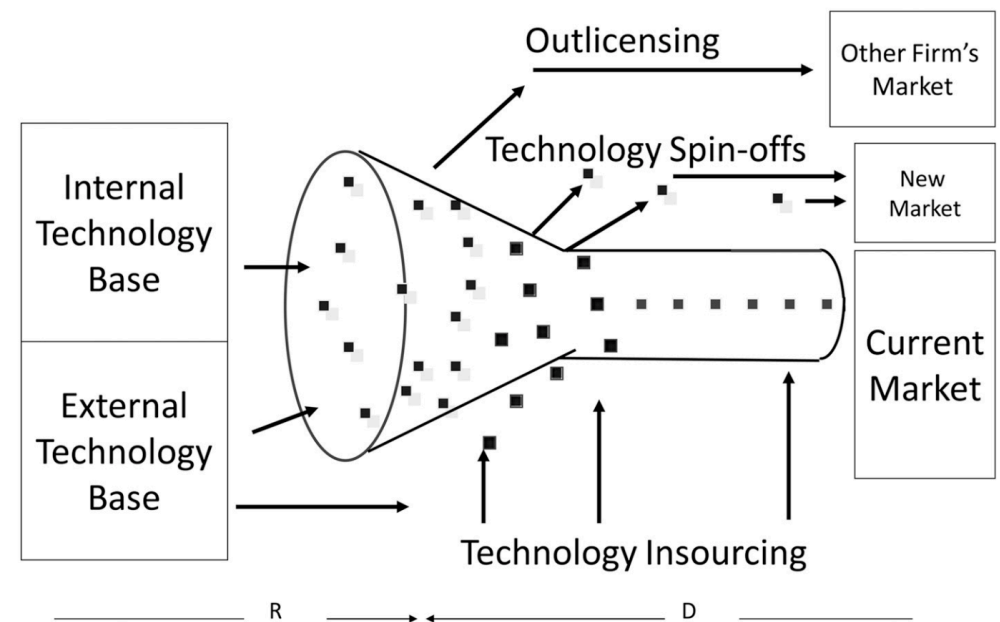 Outlicensing
Other Firm's
Market
Technology Spin-offs
New
Market
Internal
Technology
Base
External
Technology
Base
Current
Market
Technology Insourcing
R
D